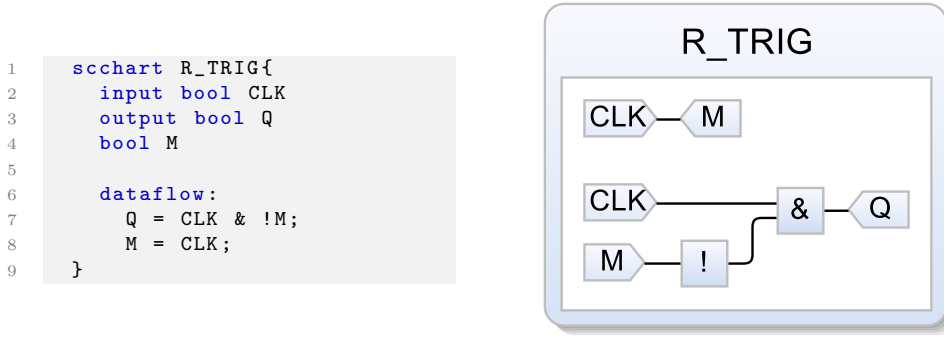 1 scchart R_TRIG{
2 input bool CLK
3 output bool Q
4 bool M
5
6 dataflow:
7 Q = CLK & !M;
8 M = CLK;
9 }
R_TRIG
CLK M
CLK & Q
M !